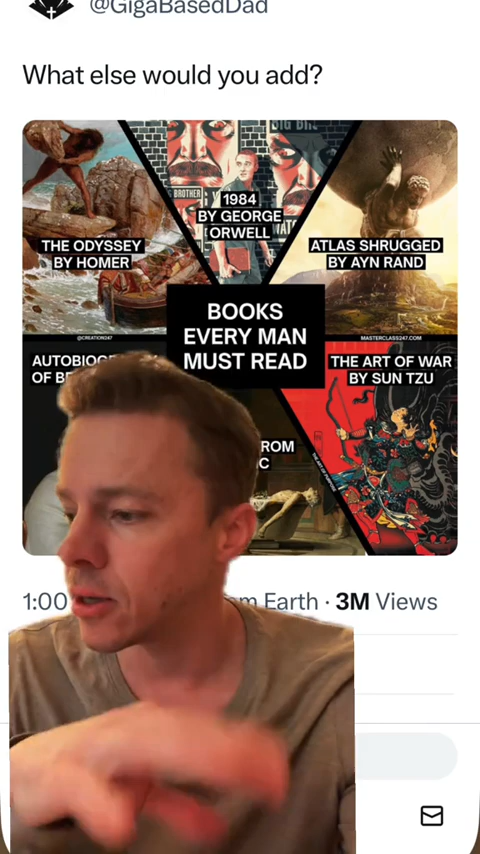 @GigaBasedDad
What else would you add?
BIG
BROTHER
1984
BY GEORGE
ORWELL
THE ODYSSEY
BY HOMER
ATLAS SHRUGGED
BY AYN RAND
@CREATION247
MASTERCLASS247.COM
BOOKS
EVERY MAN
MUST READ
THE ART OF WAR
BY SUN TZU
ROM
C
1:00
Earth · 3M Views